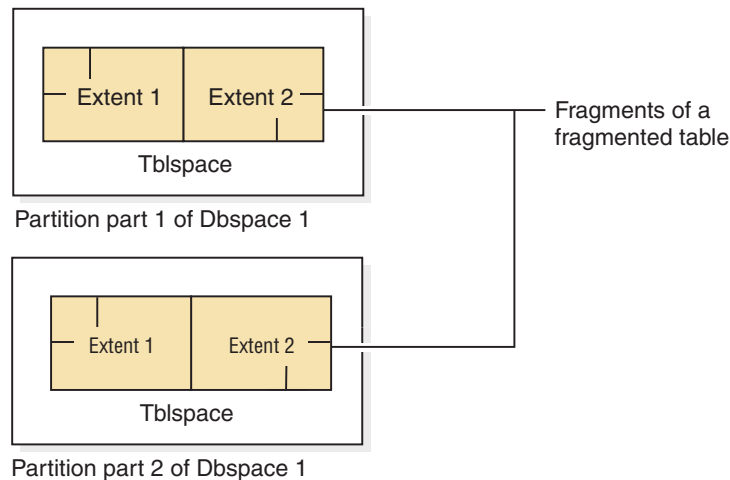 Extent 1
Extent 2
Tblspace
Partition part 1 of Dbspace 1
Fragments of a
fragmented table
Extent 1
Extent 2
Tblspace
Partition part 2 of Dbspace 1